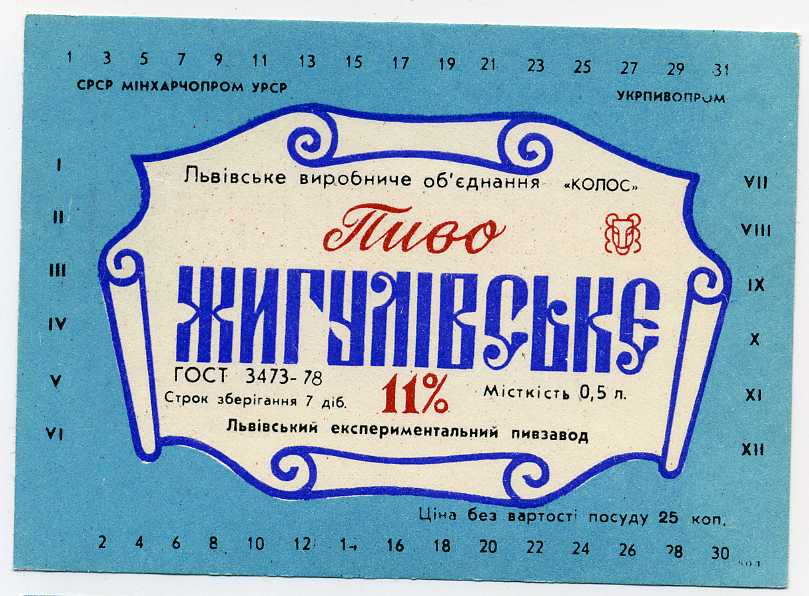 1 3 5 7 9 11 13 15 17 19 21 23 25 27 29 31
СРСР МІНХАРЧОПРОМ УРСР
УКРПИВОПРОМ
Львівське виробниче об'єднання «КОЛОС»
Пиво
ЖИГУЛІВСЬКЕ
ГОСТ 3473-78
Строк зберігання 7 діб.
11%
Місткість 0,5 л.
Львівський експериментальний пивзавод
I
II
III
IV
V
VI
VII
VIII
IX
X
XI
XII
Ціна без вартості посуду 25 коп.
2 4 6 8 10 12 14 16 18 20 22 24 26 28 30